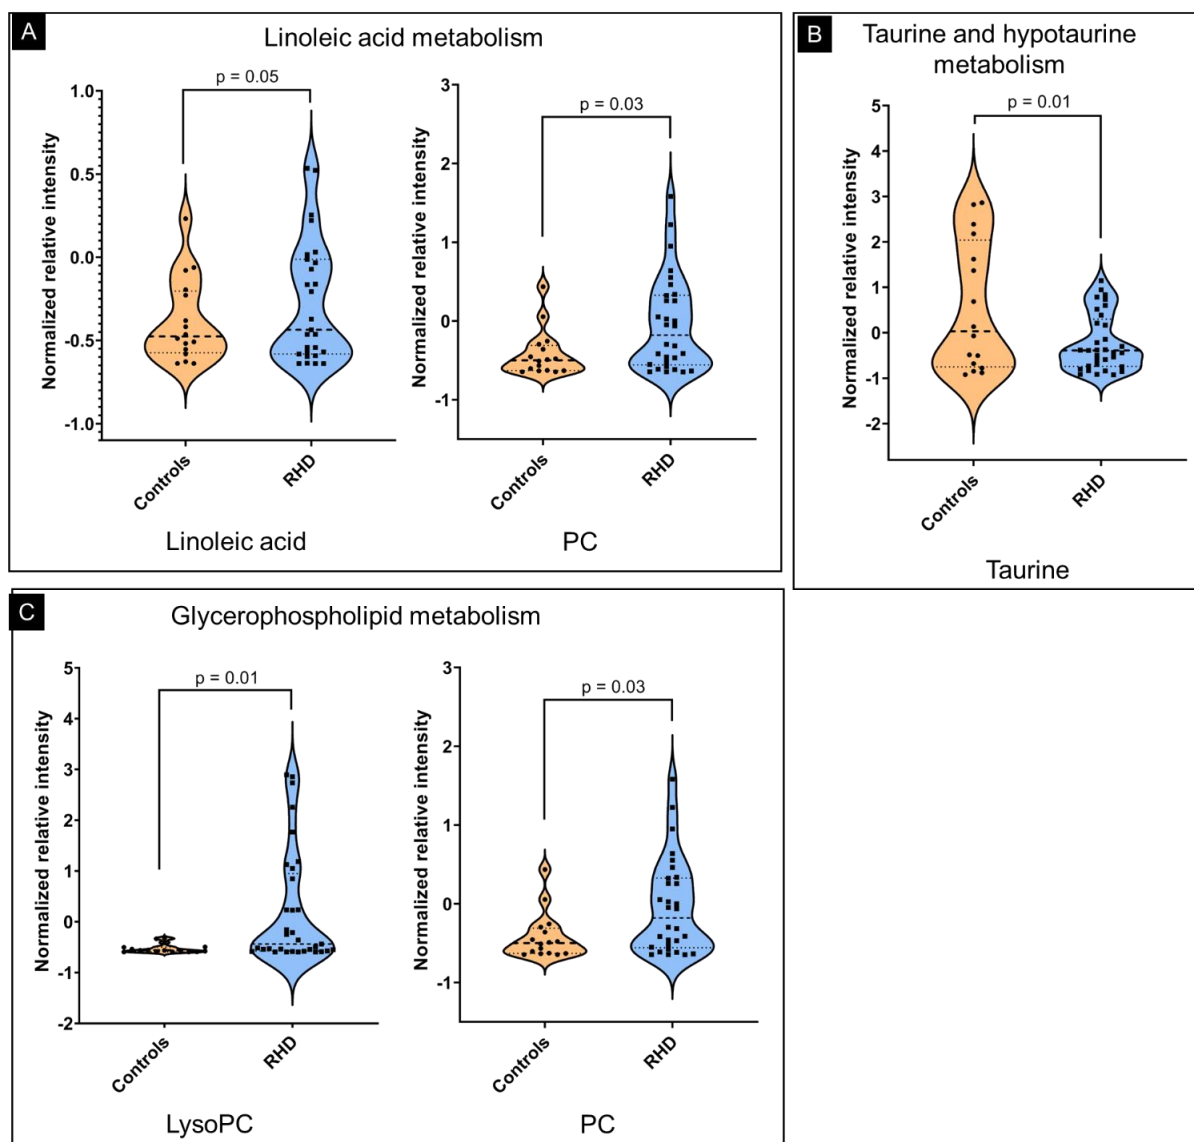 A
Linoleic acid metabolism
p = 0.05
Normalized relative intensity
1.0
0.5
0.0
-0.5
-1.0
Controls
RHD
Linoleic acid
p = 0.03
Normalized relative intensity
3
2
1
0
-1
Controls
RHD
PC
B
Taurine and hypotaurine
metabolism
p = 0.01
Normalized relative intensity
5
4
3
2
1
0
-1
-2
Controls
RHD
Taurine
C
Glycerophospholipid metabolism
p = 0.01
Normalized relative intensity
5
4
3
2
1
0
-1
-2
Controls
RHD
LysoPC
p = 0.03
Normalized relative intensity
3
2
1
0
-1
Controls
RHD
PC